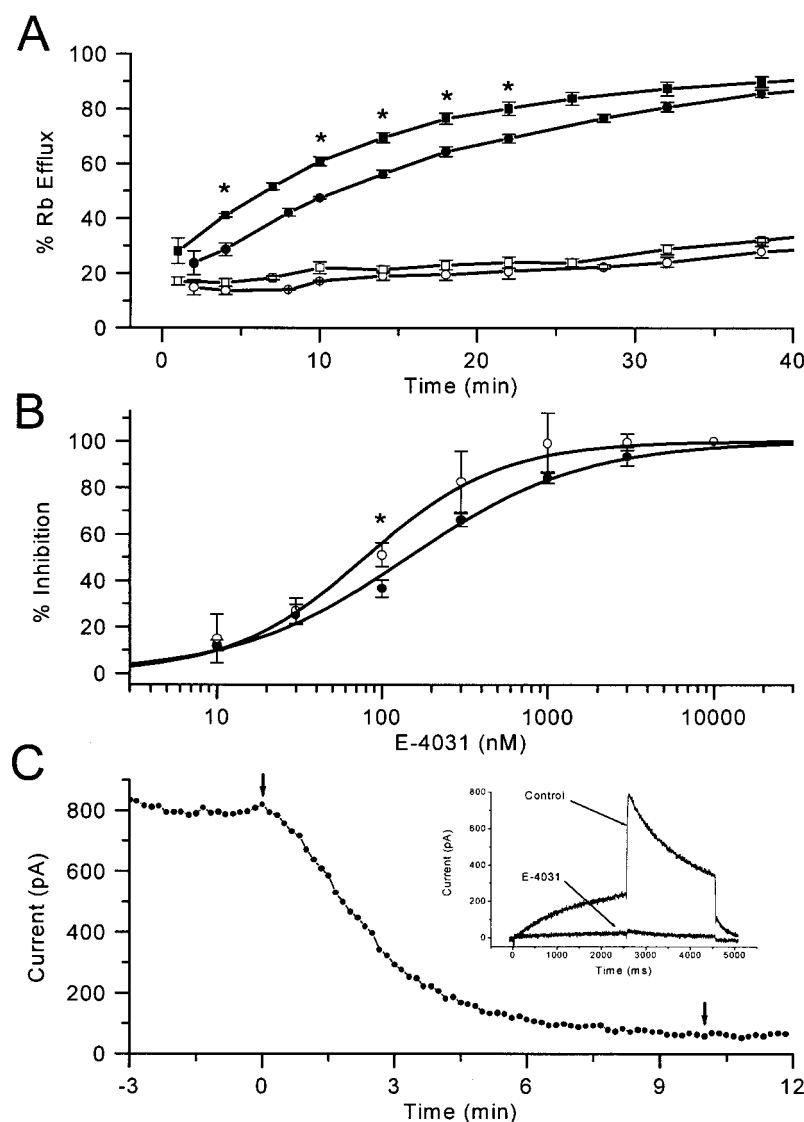 A
100
80
60
40
20
0
% Rb Efflux
* * * * * *
0 10 20 30 40
Time (min)
B
100
80
60
40
20
0
% Inhibition
*
10 100 1000 10000
E-4031 (nM)
C
800
600
400
200
0
Current (pA)
-3 0 3 6 9 12
Time (min)
800
600
400
200
0
Current (pA)
Control
E-4031
0 1000 2000 3000 4000 5000
Time (ms)